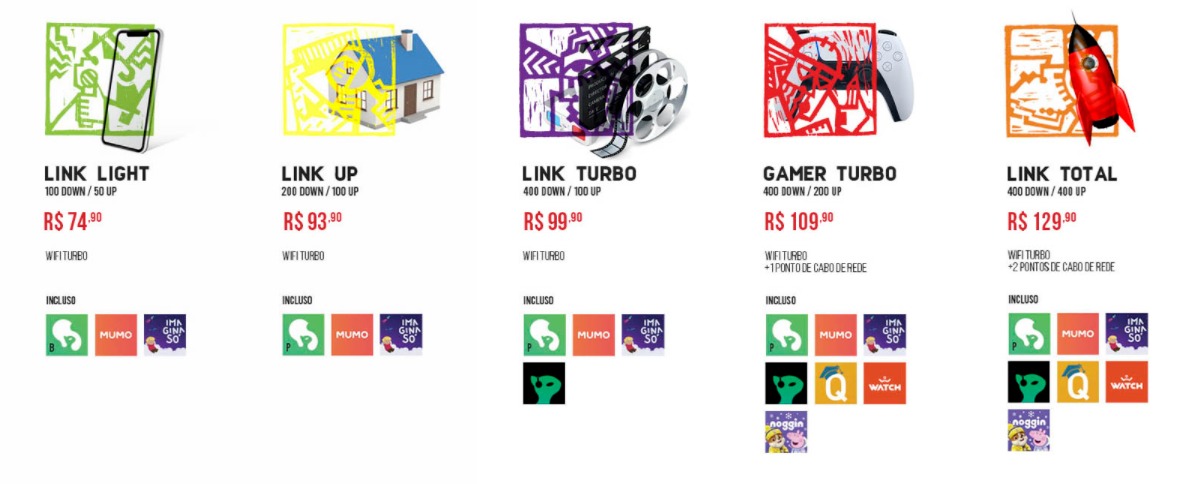 LINK LIGHT
100 DOWN / 50 UP
R$ 74,90
WIFI TURBO
INCLUSO
B
MUMO
IMA
GINA
SÓ
LINK UP
200 DOWN / 100 UP
R$ 93,90
WIFI TURBO
INCLUSO
P
MUMO
IMA
GINA
SÓ
LINK TURBO
400 DOWN / 100 UP
R$ 99,90
WIFI TURBO
INCLUSO
P
MUMO
IMA
GINA
SÓ
GAMER TURBO
400 DOWN / 200 UP
R$ 109,90
WIFI TURBO
+1 PONTO DE CABO DE REDE
INCLUSO
P
MUMO
IMA
GINA
SÓ
Q
WATCH
noggin
LINK TOTAL
400 DOWN / 400 UP
R$ 129,90
WIFI TURBO
+2 PONTOS DE CABO DE REDE
INCLUSO
P
MUMO
IMA
GINA
SÓ
Q
WATCH
noggin